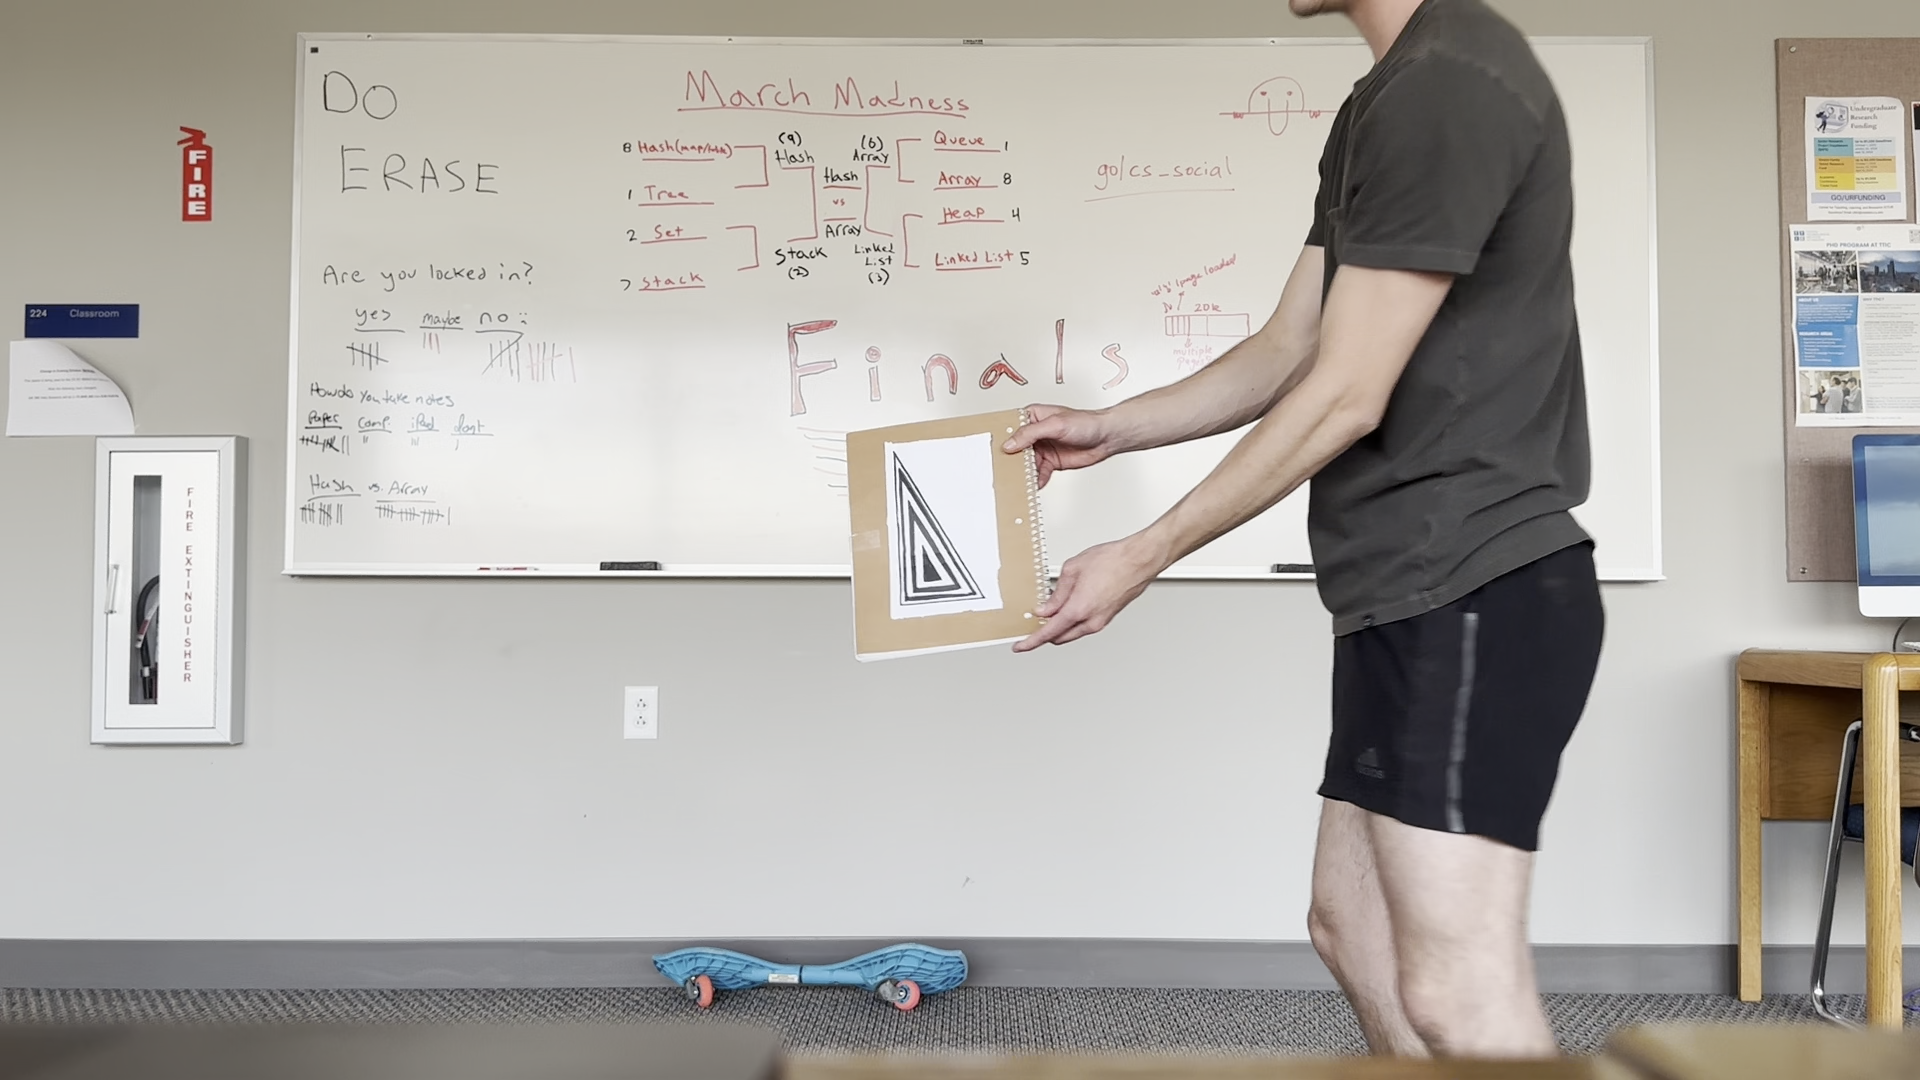 DO
ERASE
March Madness
8 Hash(map/table)
1 Tree
2 Set
7 Stack
(9)
Hash
Stack
(2)
Hash
vs
Array
(6)
Array
Linked
List
(3)
Queue 1
Array 8
Heap 4
Linked List 5
go/cs_social
Finals
20k
multiple
Are you locked in?
yes maybe no :
How do you take notes
Paper comp. iPad dont
Hash vs. Array
FIRE
224 Classroom
FIRE EXTINGUISHER
adidas
Undergraduate
Research
Funding
GO/URFUNDING
PHD PROGRAM AT TTIC